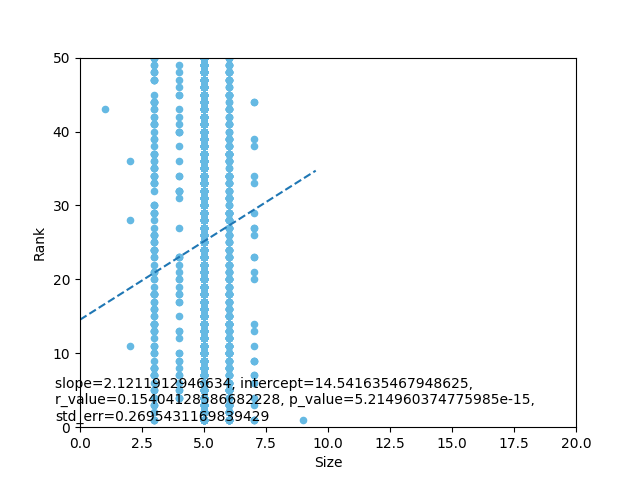 50
40
30
20
10
0
Rank
slope=2.1211912946634, intercept=14.541635467948625,
r_value=0.15404128586682228, p_value=5.214960374775985e-15,
std_err=0.2695431169839429
0.0 2.5 5.0 7.5 10.0 12.5 15.0 17.5 20.0
Size